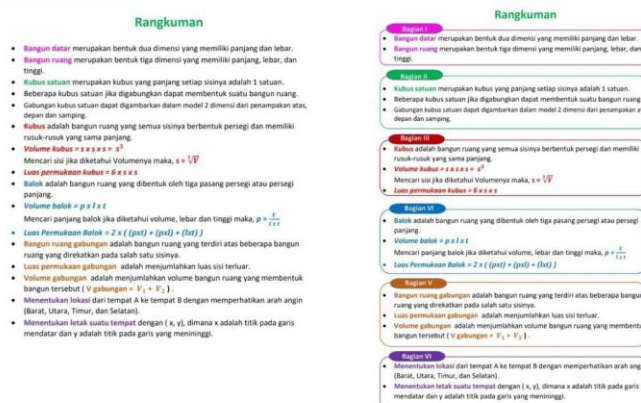 Rangkuman
• Bangun datar merupakan bentuk dua dimensi yang memiliki panjang dan lebar.
• Bangun ruang merupakan bentuk tiga dimensi yang memiliki panjang, lebar, dan
tinggi.
• Kubus satuan merupakan kubus yang panjang setiap sisinya adalah 1 satuan.
• Beberapa kubus satuan jika digabungkan dapat membentuk suatu bangun ruang.
• Gabungan kubus satuan dapat digambarkan dalam model 2 dimensi dari penampakan atas,
depan dan samping.
• Kubus adalah bangun ruang yang semua sisinya berbentuk persegi dan memiliki
rusuk-rusuk yang sama panjang.
• Volume kubus = s x s x s = s³
Mencari sisi jika diketahui Volumenya maka, s = ∛V
• Luas permukaan kubus = 6 x s x s
• Balok adalah bangun ruang yang dibentuk oleh tiga pasang persegi atau persegi
panjang.
• Volume balok = p x l x t
Mencari panjang balok jika diketahui volume, lebar dan tinggi maka, p = V/(l x t)
• Luas Permukaan Balok = 2 x ( (pxt) + (pxl) + (lxt) )
• Bangun ruang gabungan adalah bangun ruang yang terdiri atas beberapa bangun
ruang yang direkatkan pada salah satu sisinya.
• Luas permukaan gabungan adalah menjumlahkan luas sisi terluar.
• Volume gabungan adalah menjumlahkan volume bangun ruang yang membentuk
bangun tersebut ( V gabungan = V₁ + V₂ ).
• Menentukan lokasi dari tempat A ke tempat B dengan memperhatikan arah angin
(Barat, Utara, Timur, dan Selatan).
• Menentukan letak suatu tempat dengan ( x, y), dimana x adalah titik pada garis
mendatar dan y adalah titik pada garis yang menininggi.
Rangkuman
Bagian I
• Bangun datar merupakan bentuk dua dimensi yang memiliki panjang dan lebar.
• Bangun ruang merupakan bentuk tiga dimensi yang memiliki panjang, lebar, dan
tinggi.
Bagian II
• Kubus satuan merupakan kubus yang panjang setiap sisinya adalah 1 satuan.
• Beberapa kubus satuan jika digabungkan dapat membentuk suatu bangun ruang
• Gabungan kubus satuan dapat digambarkan dalam model 2 dimensi dari penampakan
depan dan samping.
Bagian III
• Kubus adalah bangun ruang yang semua sisinya berbentuk persegi dan memiliki
rusuk-rusuk yang sama panjang.
• Volume kubus = s x s x s = s³
Mencari sisi jika diketahui Volumenya maka, s = ∛V
• Luas permukaan kubus = 6 x s x s
Bagian VI
• Balok adalah bangun ruang yang dibentuk oleh tiga pasang persegi atau persegi
panjang.
• Volume balok = p x l x t
Mencari panjang balok jika diketahui volume, lebar dan tinggi maka, p = V/(l x t)
• Luas Permukaan Balok = 2 x ( (pxt) + (pxl) + (lxt) )
Bagian V
• Bangun ruang gabungan adalah bangun ruang yang terdiri atas beberapa bangun
ruang yang direkatkan pada salah satu sisinya.
• Luas permukaan gabungan adalah menjumlahkan luas sisi terluar.
• Volume gabungan adalah menjumlahkan volume bangun ruang yang
bangun tersebut ( V gabungan = V₁ + V₂ ).
Bagian VI
• Menentukan lokasi dari tempat A ke tempat B dengan memperhatikan arah
(Barat, Utara, Timur, dan Selatan).
• Menentukan letak suatu tempat dengan ( x, y), dimana x adalah titik pada garis
mendatar dan y adalah titik pada garis yang menininggi.